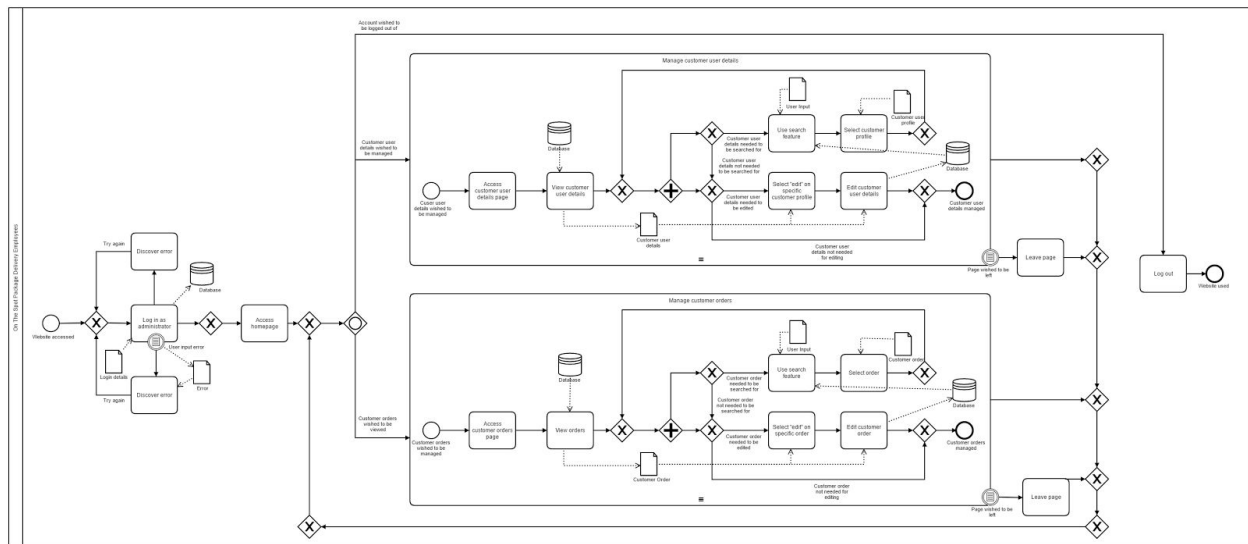 On The Spot Package Delivery Employees
Account wished to
be logged out of
Manage customer user details
User Input
Customer user
profile
Use search
feature
Select customer
profile
Database
Customer user
details needed to
be searched for
Customer user
details wished to
be managed
Database
Customer user
details not needed
to be searched for
Access
customer user
details page
View customer
user details
Select "edit" on
specific
customer profile
Edit customer user
details
Cuser user
details wished to
be managed
Customer user
details needed to be
edited
Customer user
details managed
Customer user
details
Customer user
details not needed
for editing
Try again
Discover error
Leave page
Page wished to be
left
Log out
Website used
Database
Manage customer orders
Log in as
administrator
Access
homepage
Website accessed
User input error
User Input
Customer order
Login details
Error
Database
Use search
feature
Select order
Try again
Discover error
Customer order
needed to be
searched for
Database
Customer order
not needed to be
searched for
Customer orders
wished to be
viewed
Access
customer orders
page
View orders
Select "edit" on
specific order
Edit customer
order
Customer orders
wished to be
managed
Customer order
needed to be
edited
Customer orders
managed
Customer Order
Customer order
not needed for
editing
Leave page
Page wished to be
left